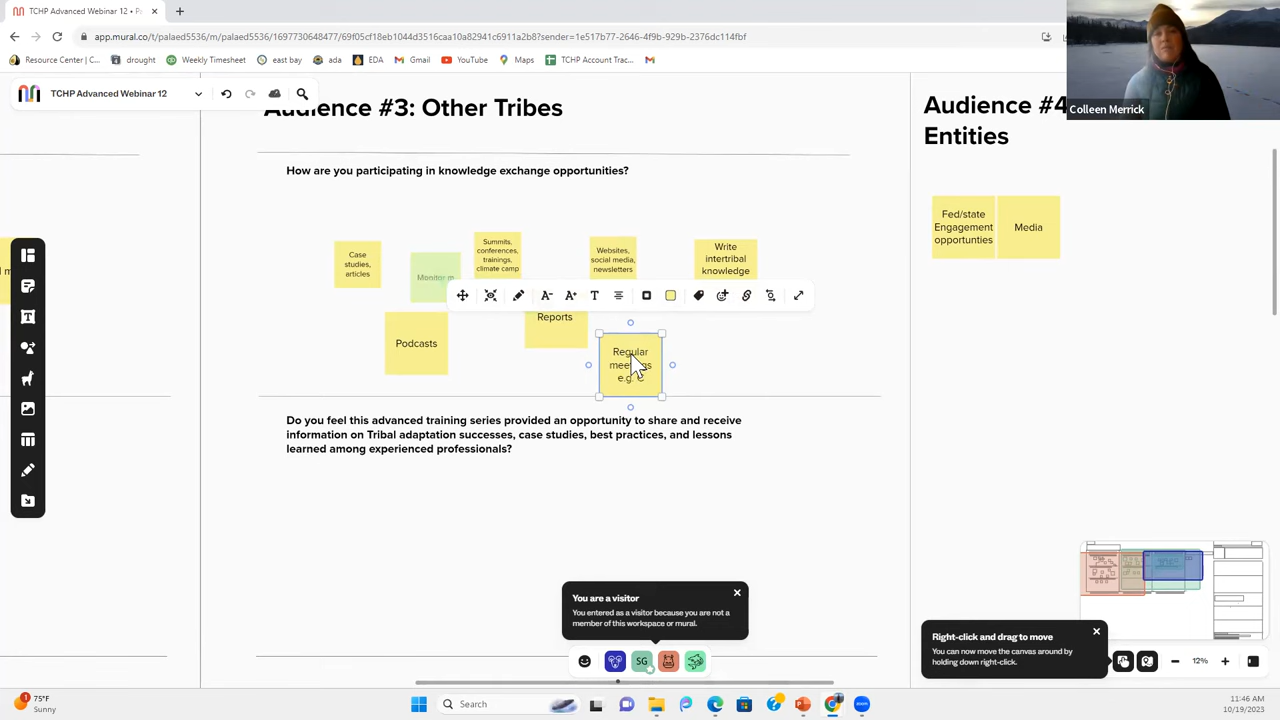 TCHP Advanced Webinar 12 • P
app.mural.co/t/palaed5536/m/palaed5536/1697730648477/69f05cf18eb1044d351c3aa10d2c941c6911a2b8?sender=1e517b77-2646-4f9b-929b-2376dc114fbf
Resource Center | C... drought Weekly Timesheet east bay ada EDA Gmail YouTube Maps TCHP Account Trac...
TCHP Advanced Webinar 12
Colleen Merrick
Audience #3: Other Tribes
How are you participating in knowledge exchange opportunities?
Case
studies,
articles
Monitor m
Summits,
conferences,
trainings,
climate camp
Websites,
social media,
newsletters
Write
intertribal
knowledge
Podcasts
Reports
Regular
e.g.
Do you feel this advanced training series provided an opportunity to share and receive
information on Tribal adaptation successes, case studies, best practices, and lessons
learned among experienced professionals?
Audience #4
Entities
Fed/state
Engagement
opportunties
Media
You are a visitor
You entered as a visitor because you are not a
member of this workspace or mural.
SG
Right-click and drag to move
You can now move the canvas around by
holding down right-click.
12%
1
75°F
Sunny
Search
11:46 AM
10/19/2023